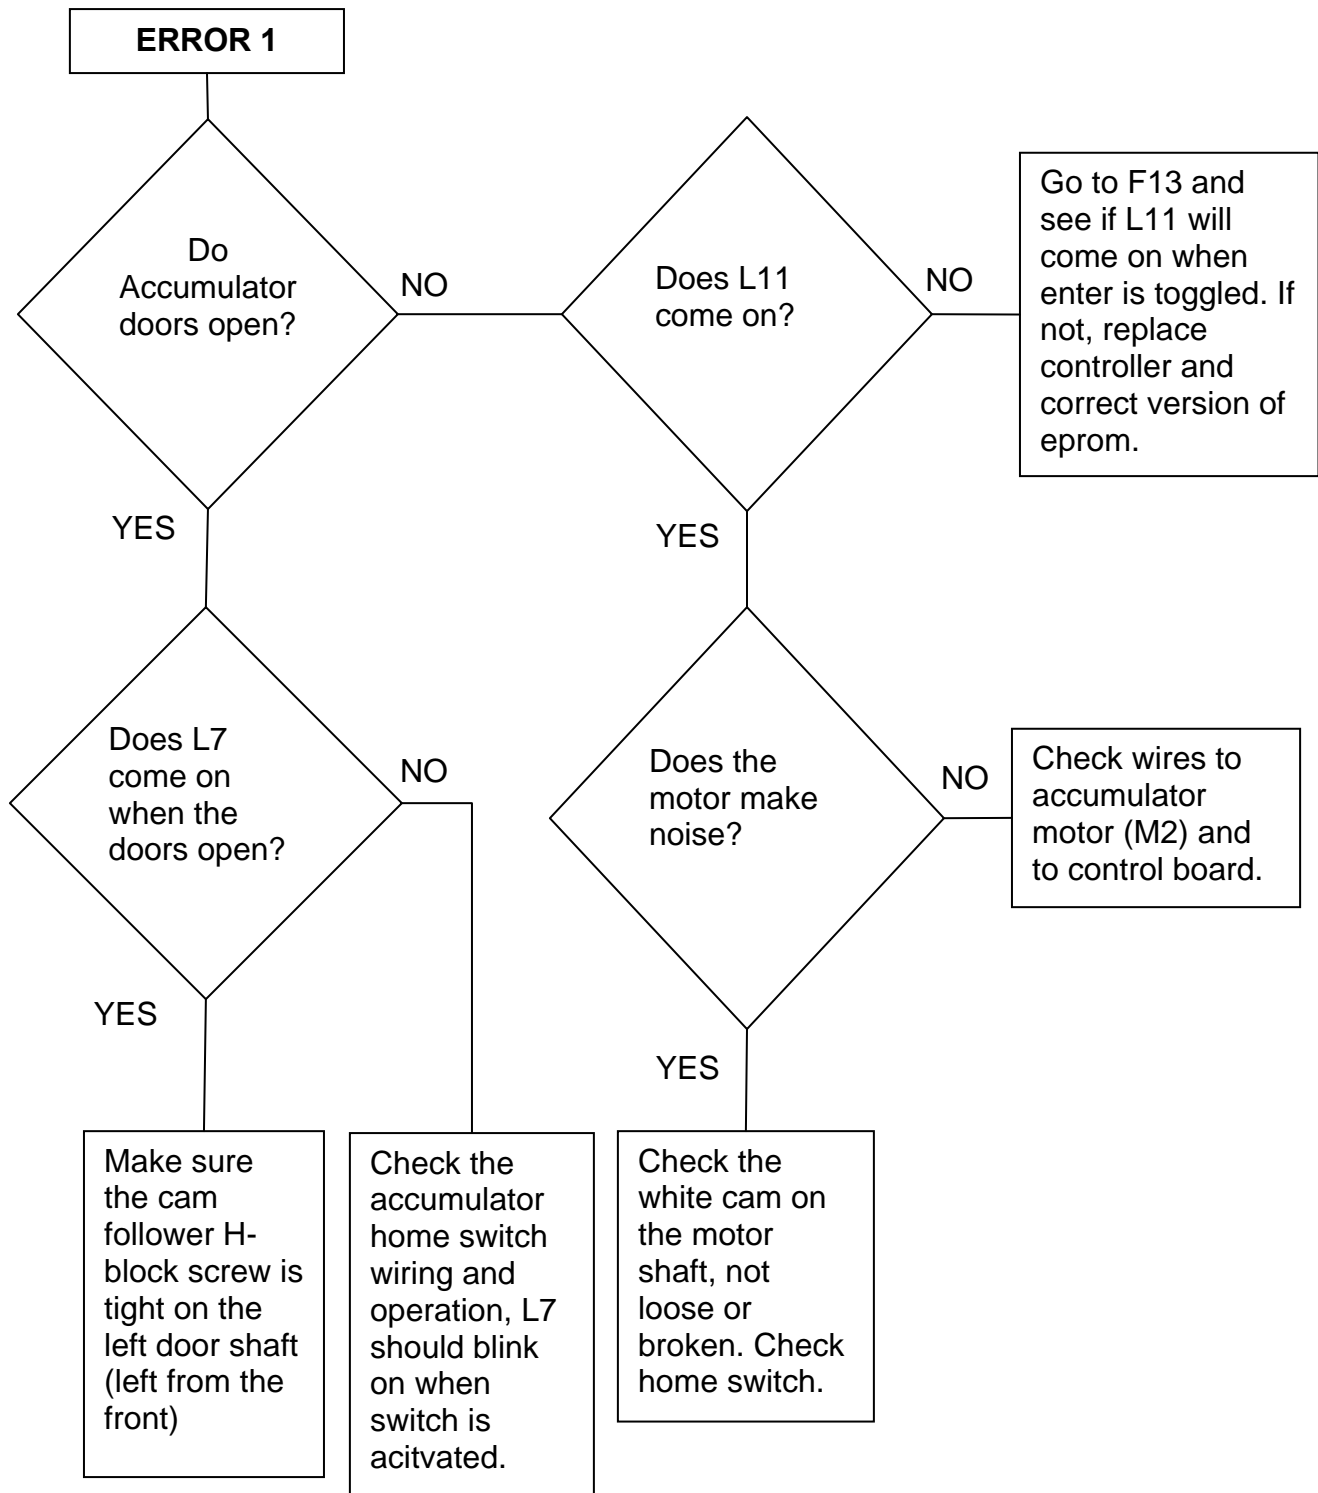 ERROR 1
Do
Accumulator
doors open?
NO
Does L11
come on?
NO
Go to F13 and
see if L11 will
come on when
enter is toggled. If
not, replace
controller and
correct version of
eprom.
YES
YES
Does L7
come on
when the
doors open?
NO
Does the
motor make
noise?
NO
Check wires to
accumulator
motor (M2) and
to control board.
YES
YES
Make sure
the cam
follower H-
block screw is
tight on the
left door shaft
(left from the
front)
Check the
accumulator
home switch
wiring and
operation, L7
should blink
on when
switch is
acitvated.
Check the
white cam on
the motor
shaft, not
loose or
broken. Check
home switch.